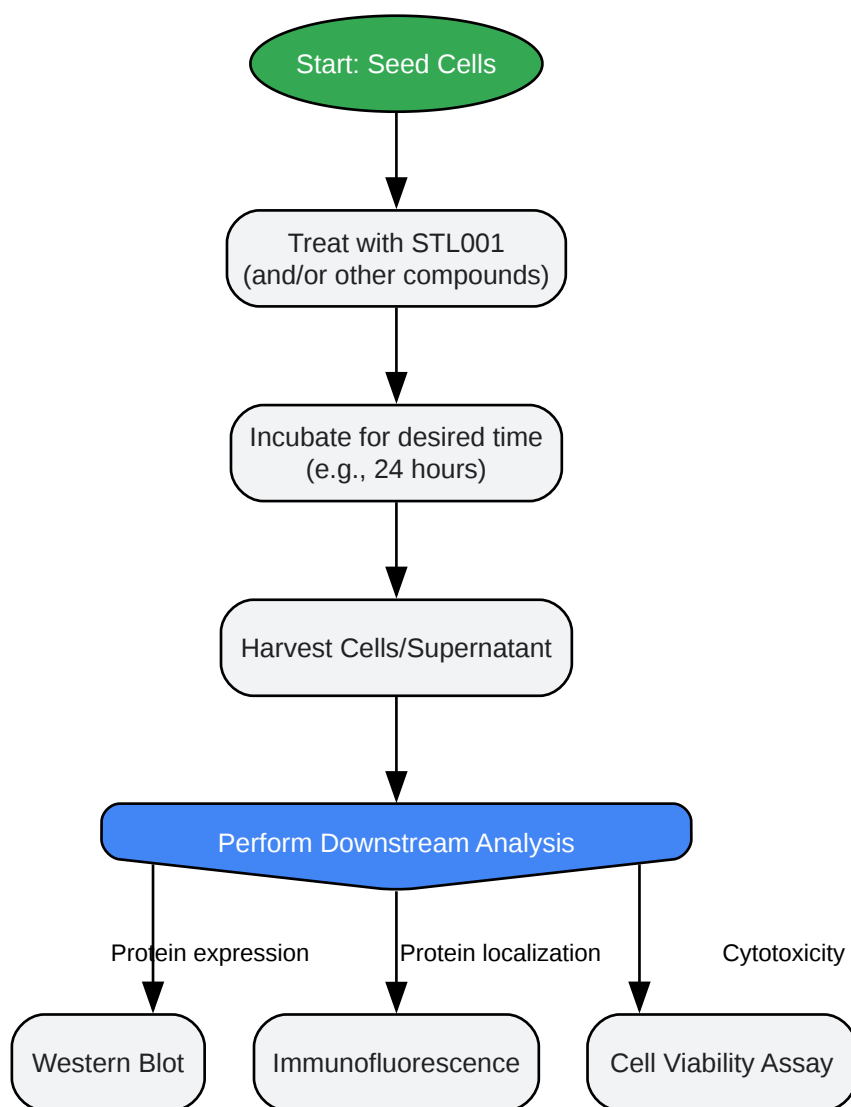 Start: Seed Cells
Treat with STL001
(and/or other compounds)
Incubate for desired time
(e.g., 24 hours)
Harvest Cells/Supernatant
Perform Downstream Analysis
Protein expression
Protein localization
Cytotoxicity
Western Blot
Immunofluorescence
Cell Viability Assay